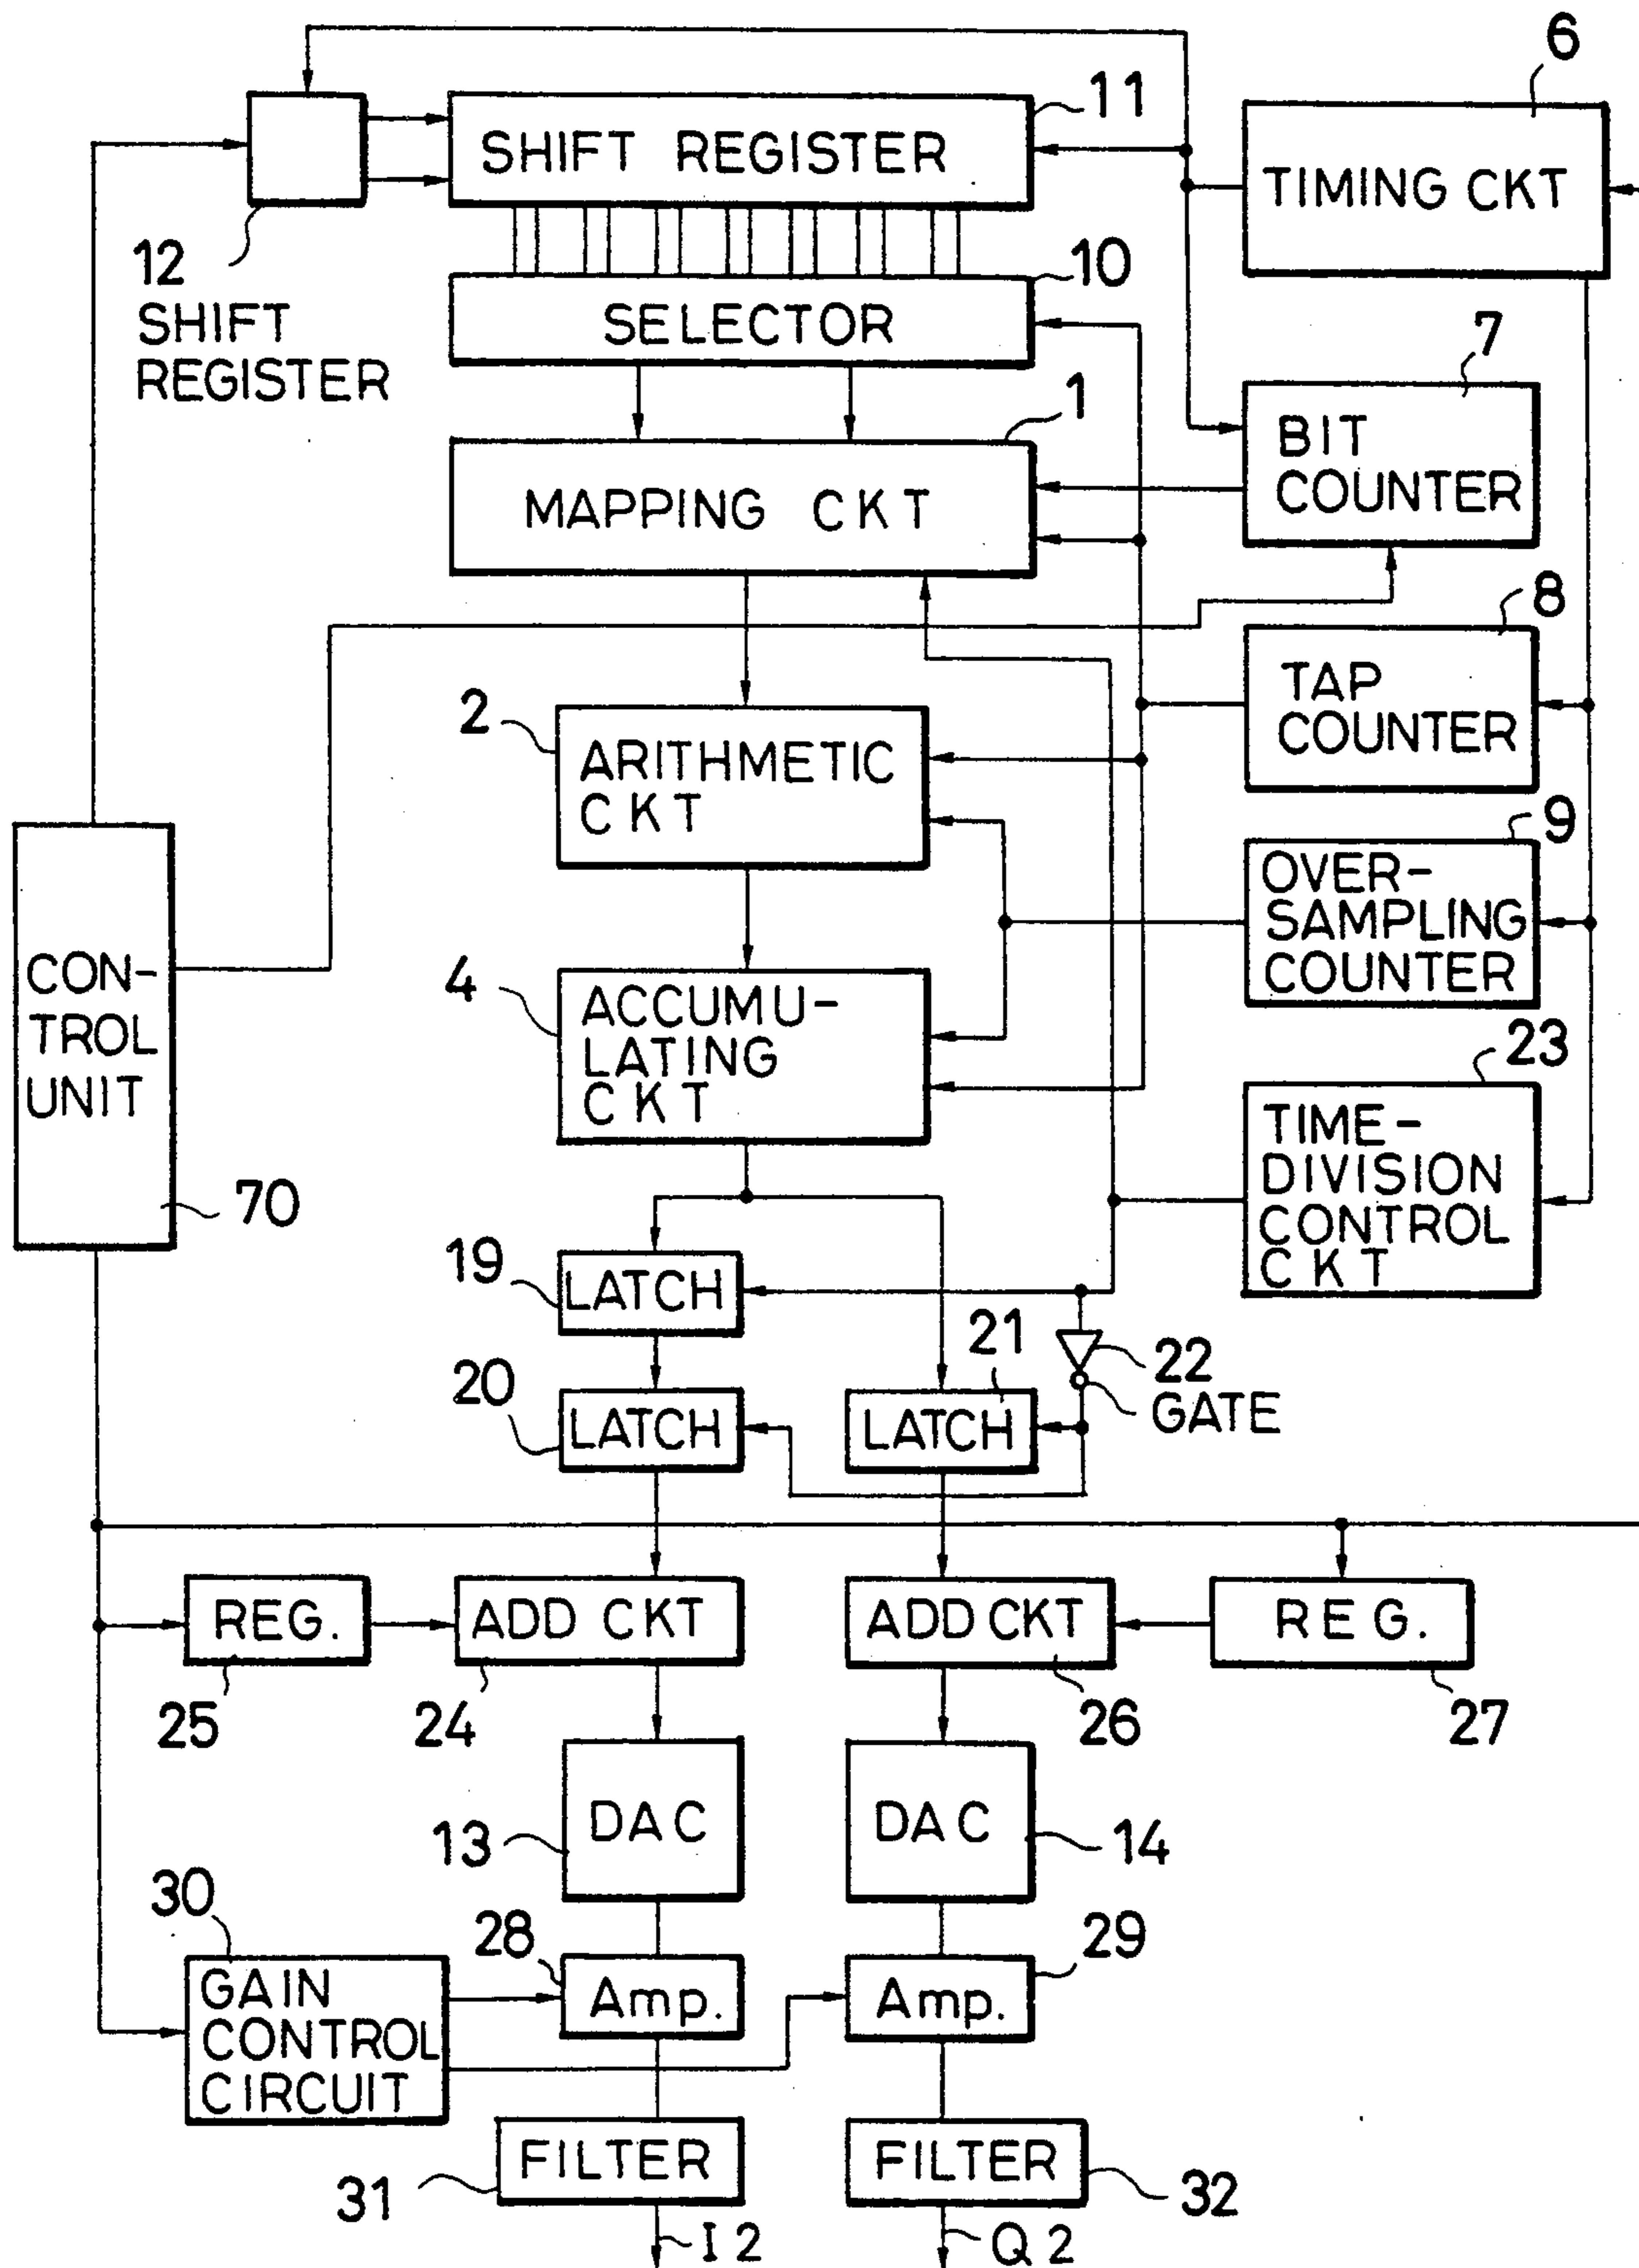 6
11
SHIFT REGISTER
TIMING CKT
12
SHIFT
REGISTER
10
SELECTOR
7
1
BIT
COUNTER
MAPPING CKT
8
2
TAP
COUNTER
ARITHMETIC
CKT
9
OVER-
SAMPLING
COUNTER
CON-
TROL
UNIT
4
ACCUMU-
LATING
CKT
23
TIME-
DIVISION
CONTROL
CKT
70
19
LATCH
21
22
GATE
20
LATCH
LATCH
REG.
ADD CKT
ADD CKT
REG.
25
24
26
27
DAC
DAC
13
14
30
28
29
GAIN
CONTROL
CIRCUIT
Amp.
Amp.
FILTER
FILTER
31
32
I2
Q2